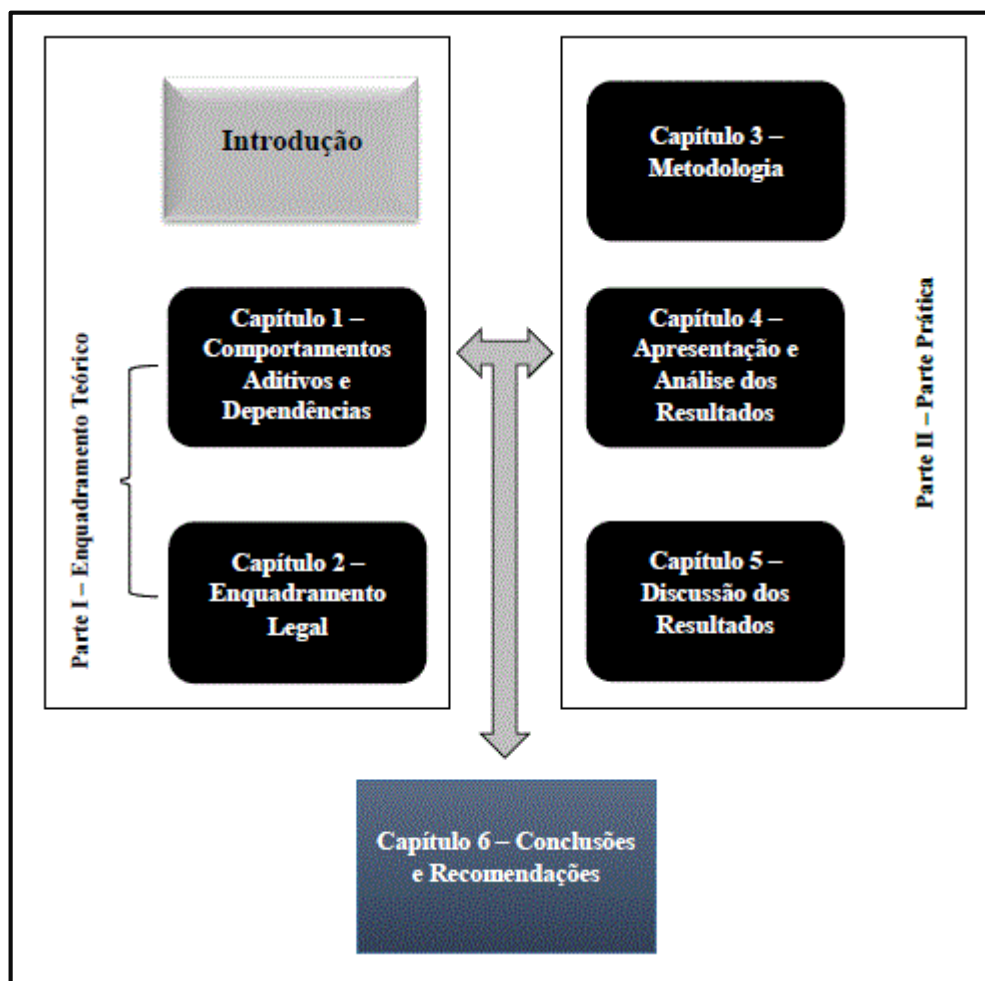 Introdução
Capítulo 1 –
Comportamentos
Aditivos e
Dependências
Capítulo 2 –
Enquadramento
Legal
Parte I – Enquadramento Teórico
Capítulo 3 –
Metodologia
Capítulo 4 –
Apresentação e
Análise dos
Resultados
Capítulo 5 –
Discussão dos
Resultados
Parte II – Parte Prática
Capítulo 6 – Conclusões
e Recomendações